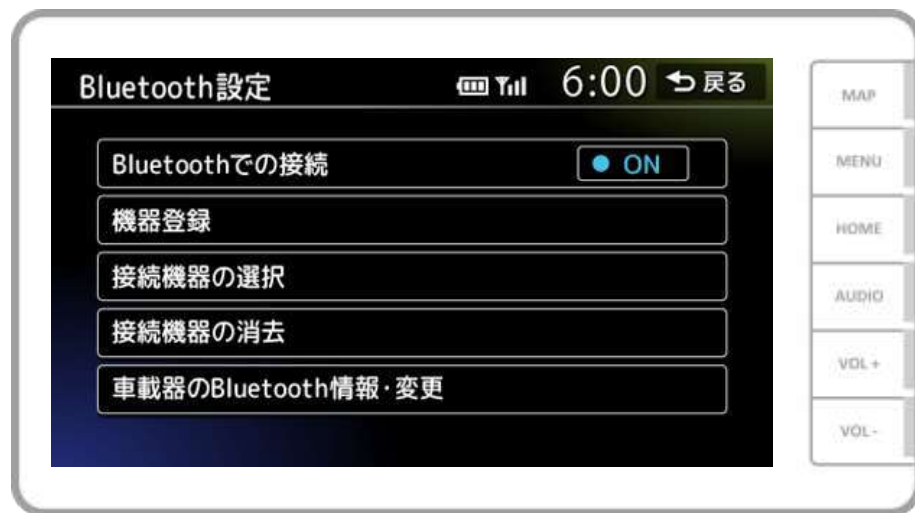 Bluetooth設定 6:00 戻る
Bluetoothでの接続 ON
機器登録
接続機器の選択
接続機器の消去
車載器のBluetooth情報・変更
MAP
MENU
HOME
AUDIO
VOL +
VOL -